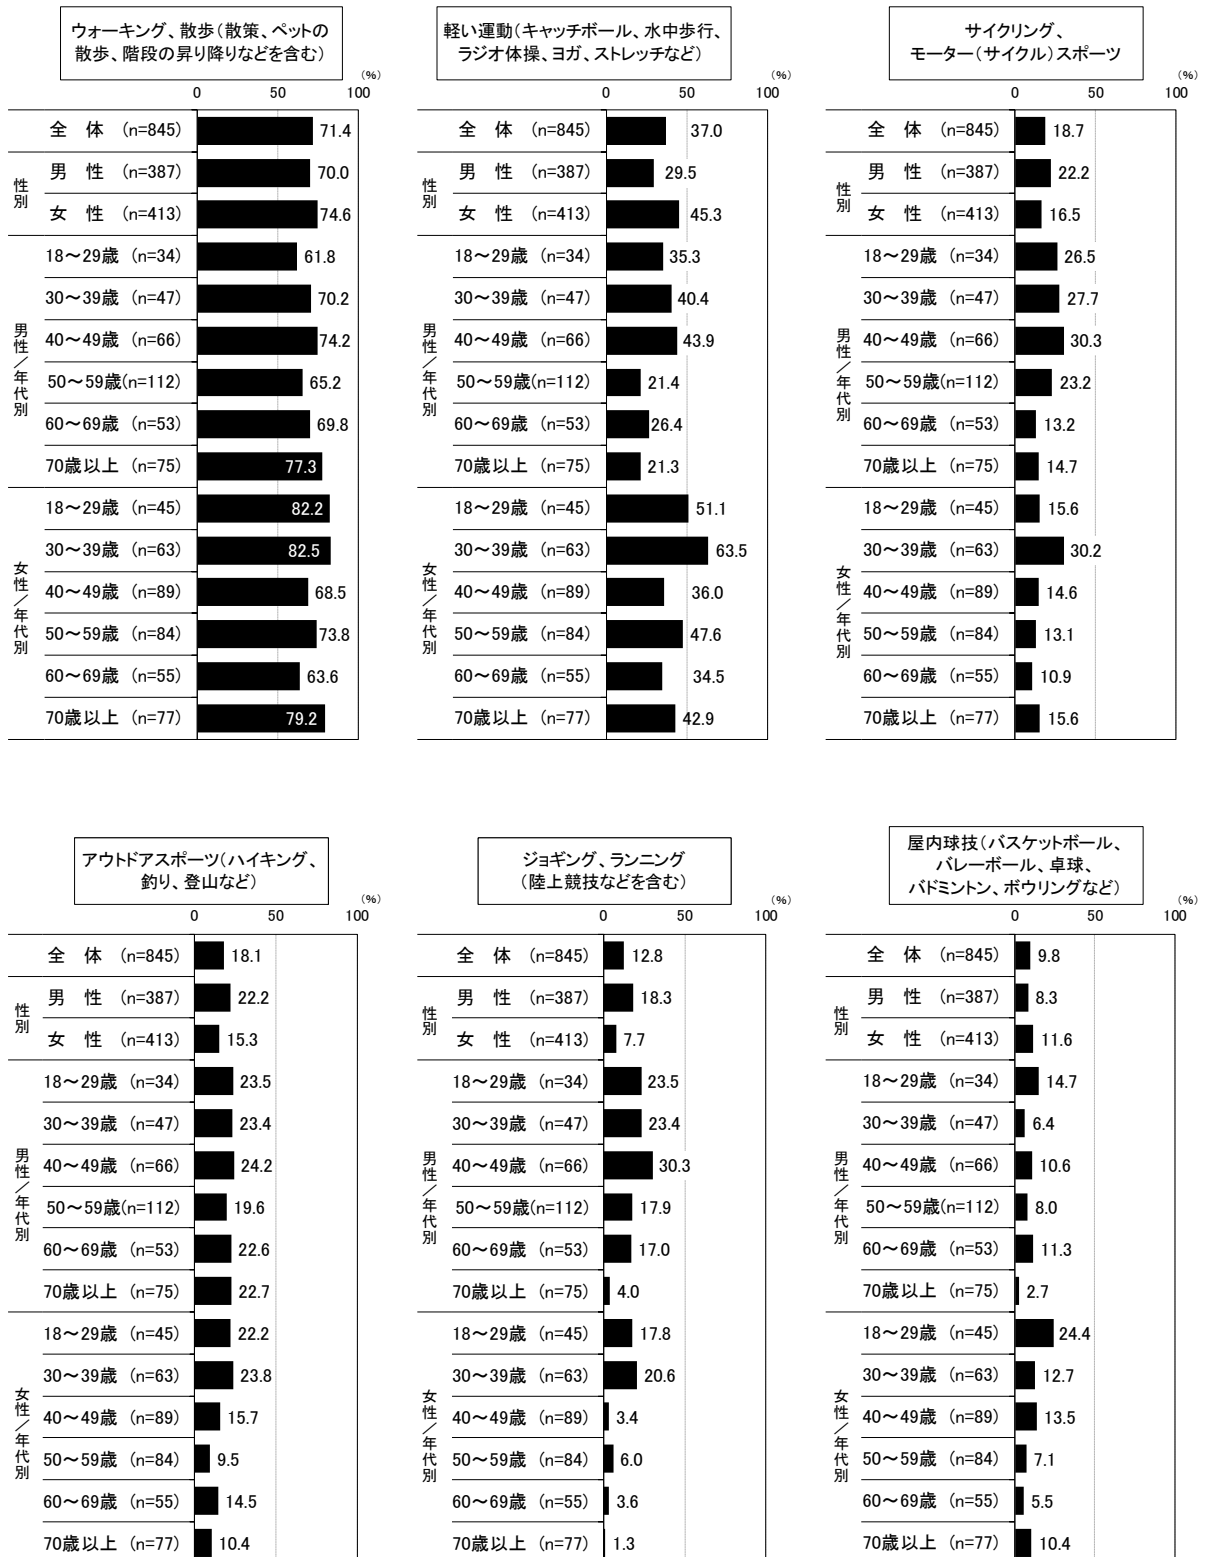 ウォーキング、散歩(散策、ペットの
散歩、階段の昇り降りなどを含む)
(%)
0 50 100
全 体 (n=845) 71.4
性別
男 性 (n=387) 70.0
女 性 (n=413) 74.6
男性/年代別
18~29歳 (n=34) 61.8
30~39歳 (n=47) 70.2
40~49歳 (n=66) 74.2
50~59歳(n=112) 65.2
60~69歳 (n=53) 69.8
70歳以上 (n=75) 77.3
女性/年代別
18~29歳 (n=45) 82.2
30~39歳 (n=63) 82.5
40~49歳 (n=89) 68.5
50~59歳 (n=84) 73.8
60~69歳 (n=55) 63.6
70歳以上 (n=77) 79.2
軽い運動(キャッチボール、水中歩行、
ラジオ体操、ヨガ、ストレッチなど)
(%)
0 50 100
全 体 (n=845) 37.0
性別
男 性 (n=387) 29.5
女 性 (n=413) 45.3
男性/年代別
18~29歳 (n=34) 35.3
30~39歳 (n=47) 40.4
40~49歳 (n=66) 43.9
50~59歳(n=112) 21.4
60~69歳 (n=53) 26.4
70歳以上 (n=75) 21.3
女性/年代別
18~29歳 (n=45) 51.1
30~39歳 (n=63) 63.5
40~49歳 (n=89) 36.0
50~59歳 (n=84) 47.6
60~69歳 (n=55) 34.5
70歳以上 (n=77) 42.9
サイクリング、
モーター(サイクル)スポーツ
(%)
0 50 100
全 体 (n=845) 18.7
性別
男 性 (n=387) 22.2
女 性 (n=413) 16.5
男性/年代別
18~29歳 (n=34) 26.5
30~39歳 (n=47) 27.7
40~49歳 (n=66) 30.3
50~59歳(n=112) 23.2
60~69歳 (n=53) 13.2
70歳以上 (n=75) 14.7
女性/年代別
18~29歳 (n=45) 15.6
30~39歳 (n=63) 30.2
40~49歳 (n=89) 14.6
50~59歳 (n=84) 13.1
60~69歳 (n=55) 10.9
70歳以上 (n=77) 15.6
アウトドアスポーツ(ハイキング、
釣り、登山など)
(%)
0 50 100
全 体 (n=845) 18.1
性別
男 性 (n=387) 22.2
女 性 (n=413) 15.3
男性/年代別
18~29歳 (n=34) 23.5
30~39歳 (n=47) 23.4
40~49歳 (n=66) 24.2
50~59歳(n=112) 19.6
60~69歳 (n=53) 22.6
70歳以上 (n=75) 22.7
女性/年代別
18~29歳 (n=45) 22.2
30~39歳 (n=63) 23.8
40~49歳 (n=89) 15.7
50~59歳 (n=84) 9.5
60~69歳 (n=55) 14.5
70歳以上 (n=77) 10.4
ジョギング、ランニング
(陸上競技などを含む)
(%)
0 50 100
全 体 (n=845) 12.8
性別
男 性 (n=387) 18.3
女 性 (n=413) 7.7
男性/年代別
18~29歳 (n=34) 23.5
30~39歳 (n=47) 23.4
40~49歳 (n=66) 30.3
50~59歳(n=112) 17.9
60~69歳 (n=53) 17.0
70歳以上 (n=75) 4.0
女性/年代別
18~29歳 (n=45) 17.8
30~39歳 (n=63) 20.6
40~49歳 (n=89) 3.4
50~59歳 (n=84) 6.0
60~69歳 (n=55) 3.6
70歳以上 (n=77) 1.3
屋内球技(バスケットボール、
バレーボール、卓球、
バドミントン、ボウリングなど)
(%)
0 50 100
全 体 (n=845) 9.8
性別
男 性 (n=387) 8.3
女 性 (n=413) 11.6
男性/年代別
18~29歳 (n=34) 14.7
30~39歳 (n=47) 6.4
40~49歳 (n=66) 10.6
50~59歳(n=112) 8.0
60~69歳 (n=53) 11.3
70歳以上 (n=75) 2.7
女性/年代別
18~29歳 (n=45) 24.4
30~39歳 (n=63) 12.7
40~49歳 (n=89) 13.5
50~59歳 (n=84) 7.1
60~69歳 (n=55) 5.5
70歳以上 (n=77) 10.4